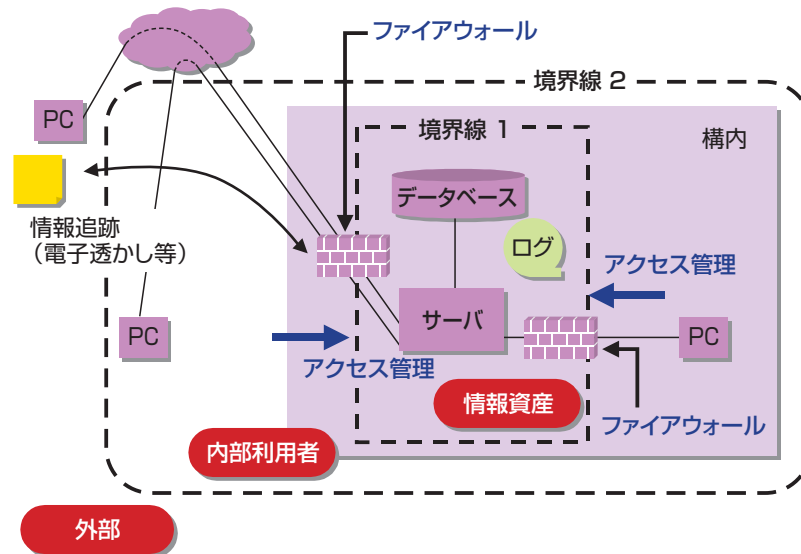 ファイアウォール
境界線 2
PC
境界線 1
構内
データベース
情報追跡
（電子透かし等）
ログ
アクセス管理
サーバ
PC
PC
アクセス管理
情報資産
ファイアウォール
内部利用者
外部